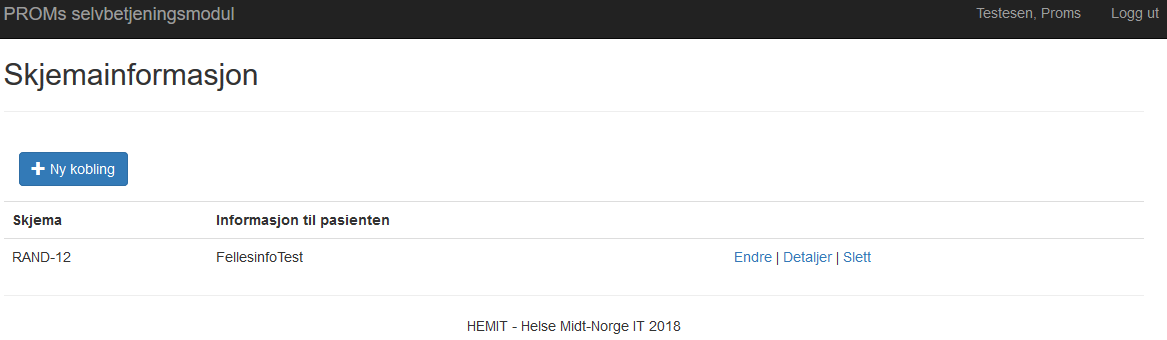 PROMs selvbetjeningsmodul Testesen, Proms Logg ut
Skjemainformasjon
Ny kobling
Skjema Informasjon til pasienten
RAND-12 FellesinfoTest Endre | Detaljer | Slett
HEMIT - Helse Midt-Norge IT 2018